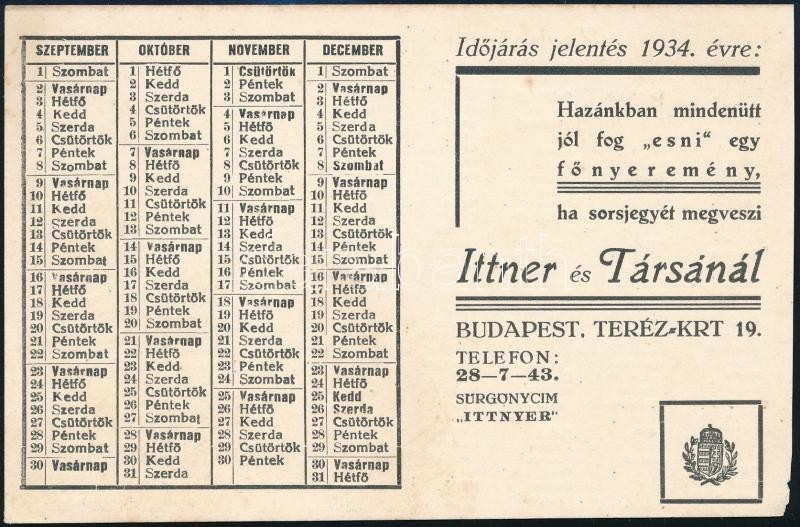 SZEPTEMBER
1 Szombat
2 Vasárnap
3 Hétfő
4 Kedd
5 Szerda
6 Csütörtök
7 Péntek
8 Szombat
9 Vasárnap
10 Hétfő
11 Kedd
12 Szerda
13 Csütörtök
14 Péntek
15 Szombat
16 Vasárnap
17 Hétfő
18 Kedd
19 Szerda
20 Csütörtök
21 Péntek
22 Szombat
23 Vasárnap
24 Hétfő
25 Kedd
26 Szerda
27 Csütörtök
28 Péntek
29 Szombat
30 Vasárnap
OKTÓBER
1 Hétfő
2 Kedd
3 Szerda
4 Csütörtök
5 Péntek
6 Szombat
7 Vasárnap
8 Hétfő
9 Kedd
10 Szerda
11 Csütörtök
12 Péntek
13 Szombat
14 Vasárnap
15 Hétfő
16 Kedd
17 Szerda
18 Csütörtök
19 Péntek
20 Szombat
21 Vasárnap
22 Hétfő
23 Kedd
24 Szerda
25 Csütörtök
26 Péntek
27 Szombat
28 Vasárnap
29 Hétfő
30 Kedd
31 Szerda
NOVEMBER
1 Csütörtök
2 Péntek
3 Szombat
4 Vasárnap
5 Hétfő
6 Kedd
7 Szerda
8 Csütörtök
9 Péntek
10 Szombat
11 Vasárnap
12 Hétfő
13 Kedd
14 Szerda
15 Csütörtök
16 Péntek
17 Szombat
18 Vasárnap
19 Hétfő
20 Kedd
21 Szerda
22 Csütörtök
23 Péntek
24 Szombat
25 Vasárnap
26 Hétfő
27 Kedd
28 Szerda
29 Csütörtök
30 Péntek
DECEMBER
1 Szombat
2 Vasárnap
3 Hétfő
4 Kedd
5 Szerda
6 Csütörtök
7 Péntek
8 Szombat
9 Vasárnap
10 Hétfő
11 Kedd
12 Szerda
13 Csütörtök
14 Péntek
15 Szombat
16 Vasárnap
17 Hétfő
18 Kedd
19 Szerda
20 Csütörtök
21 Péntek
22 Szombat
23 Vasárnap
24 Hétfő
25 Kedd
26 Szerda
27 Csütörtök
28 Péntek
29 Szombat
30 Vasárnap
31 Hétfő
Időjárás jelentés 1934. évre:
Hazánkban mindenütt
jól fog „esni" egy
főnyeremény,
ha sorsjegyét megveszi
Ittner és Társánál
BUDAPEST, TERÉZ-KRT 19.
TELEFON:
28—7—43.
SÜRGÖNYCIM
„ITTNYER"